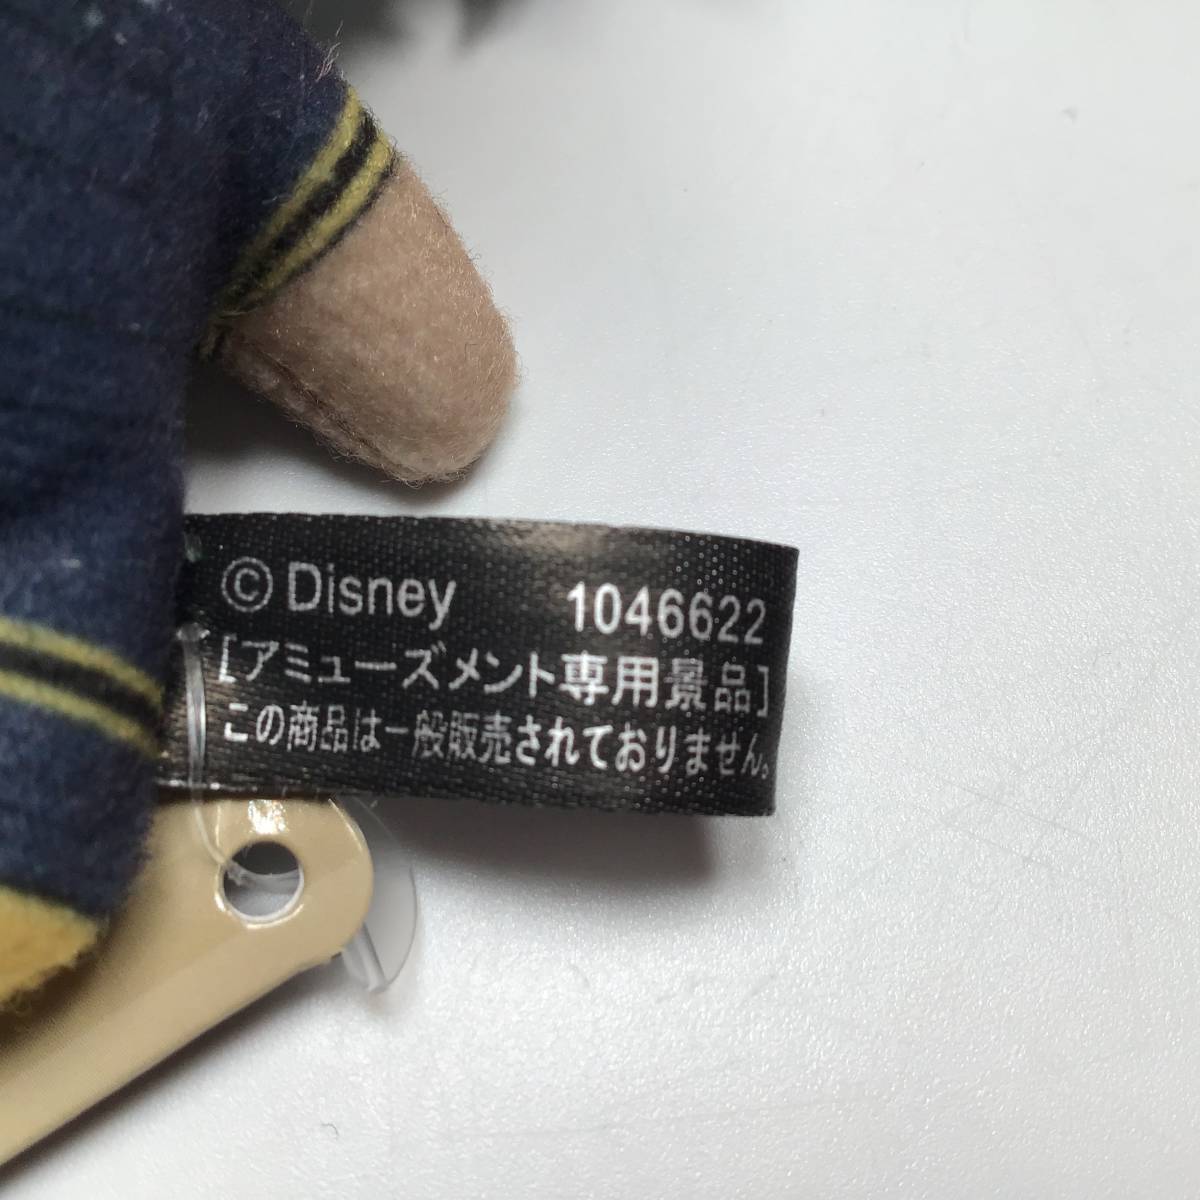 © Disney 1046622
[アミューズメント専用景品]
この商品は一般販売されておりません。